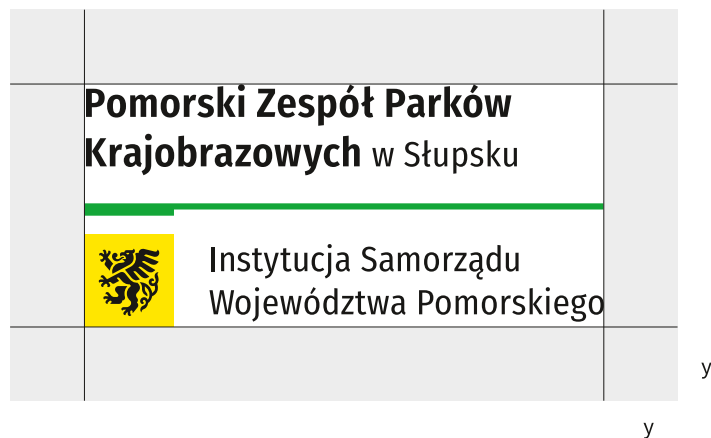 Pomorski Zespół Parków
Krajobrazowych w Słupsku
Instytucja Samorządu
Województwa Pomorskiego
y
y